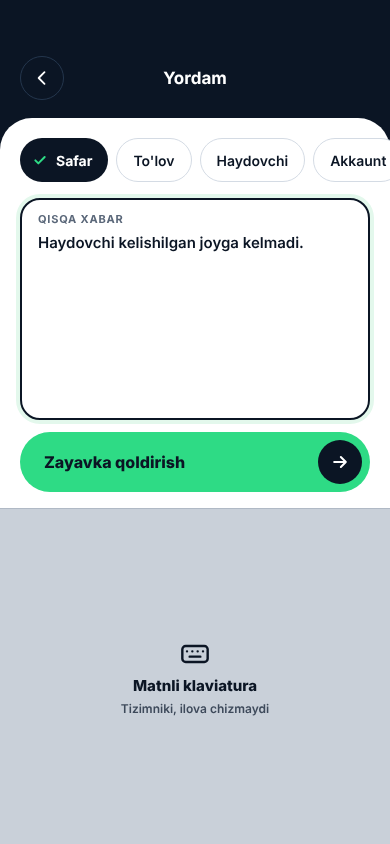 Yordam
Safar
To'lov
Haydovchi
Akkaunt
QISQA XABAR
Haydovchi kelishilgan joyga kelmadi.
Zayavka qoldirish
Matnli klaviatura
Tizimniki, ilova chizmaydi